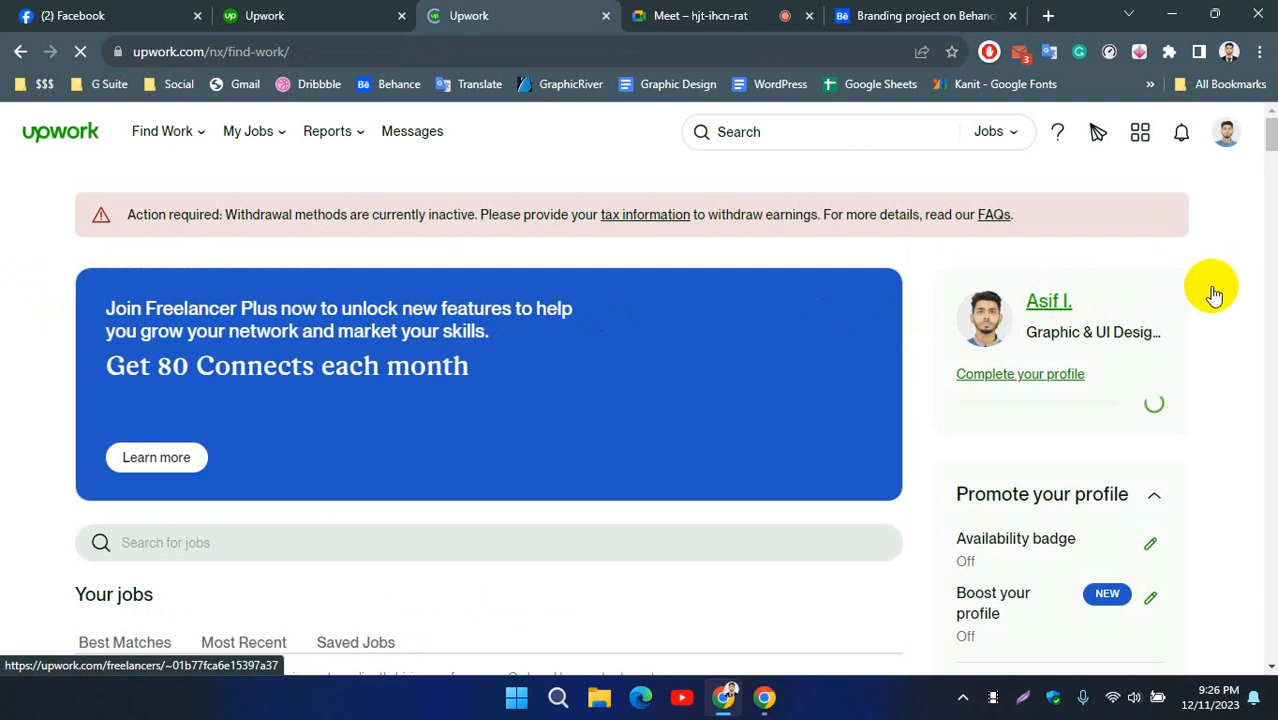 (2) Facebook
Upwork
Upwork
Meet – hjt-ihcn-rat
Branding project on Behance
upwork.com/nx/find-work/
3
$$$
G Suite
Social
Gmail
Dribbble
Behance
Translate
GraphicRiver
Graphic Design
WordPress
Google Sheets
Kanit - Google Fonts
»
All Bookmarks
upwork
Find Work
My Jobs
Reports
Messages
Search
Jobs
Action required: Withdrawal methods are currently inactive. Please provide your tax information to withdraw earnings. For more details, read our FAQs.
Join Freelancer Plus now to unlock new features to help
you grow your network and market your skills.
Get 80 Connects each month
Learn more
Asif I.
Graphic & UI Desig...
Complete your profile
Promote your profile
Availability badge
Off
Boost your
profile
NEW
Off
Search for jobs
Your jobs
Best Matches
Most Recent
Saved Jobs
https://upwork.com/freelancers/~01b77fca6e15397a37
9:26 PM
12/11/2023